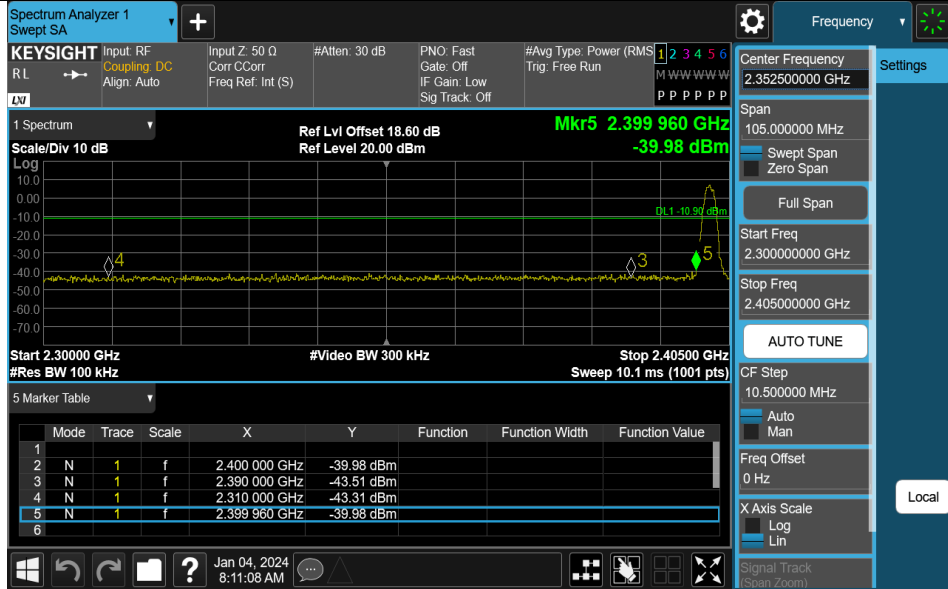 Spectrum Analyzer 1
Swept SA
Frequency
KEYSIGHT
R L
LXI
Input: RF
Coupling: DC
Align: Auto
Input Z: 50 Ω
Corr CCorr
Freq Ref: Int (S)
#Atten: 30 dB
PNO: Fast
Gate: Off
IF Gain: Low
Sig Track: Off
#Avg Type: Power (RMS
Trig: Free Run
1 2 3 4 5 6
M W W W W W
P P P P P P
1 Spectrum
Scale/Div 10 dB
Ref Lvl Offset 18.60 dB
Ref Level 20.00 dBm
Mkr5 2.399 960 GHz
-39.98 dBm
Log
10.0
0.00
-10.0
-20.0
-30.0
-40.0
-50.0
-60.0
-70.0
DL1 -10.90 dBm
4
3
5
Start 2.30000 GHz
#Video BW 300 kHz
Stop 2.40500 GHz
#Res BW 100 kHz
Sweep 10.1 ms (1001 pts)
5 Marker Table
Mode Trace Scale X Y Function Function Width Function Value
1
2 N 1 f 2.400 000 GHz -39.98 dBm
3 N 1 f 2.390 000 GHz -43.51 dBm
4 N 1 f 2.310 000 GHz -43.31 dBm
5 N 1 f 2.399 960 GHz -39.98 dBm
6
Jan 04, 2024
8:11:08 AM
Center Frequency
2.352500000 GHz
Settings
Span
105.000000 MHz
Swept Span
Zero Span
Full Span
Start Freq
2.300000000 GHz
Stop Freq
2.405000000 GHz
AUTO TUNE
CF Step
10.500000 MHz
Auto
Man
Freq Offset
0 Hz
Local
X Axis Scale
Log
Lin
Signal Track
(Span Zoom)